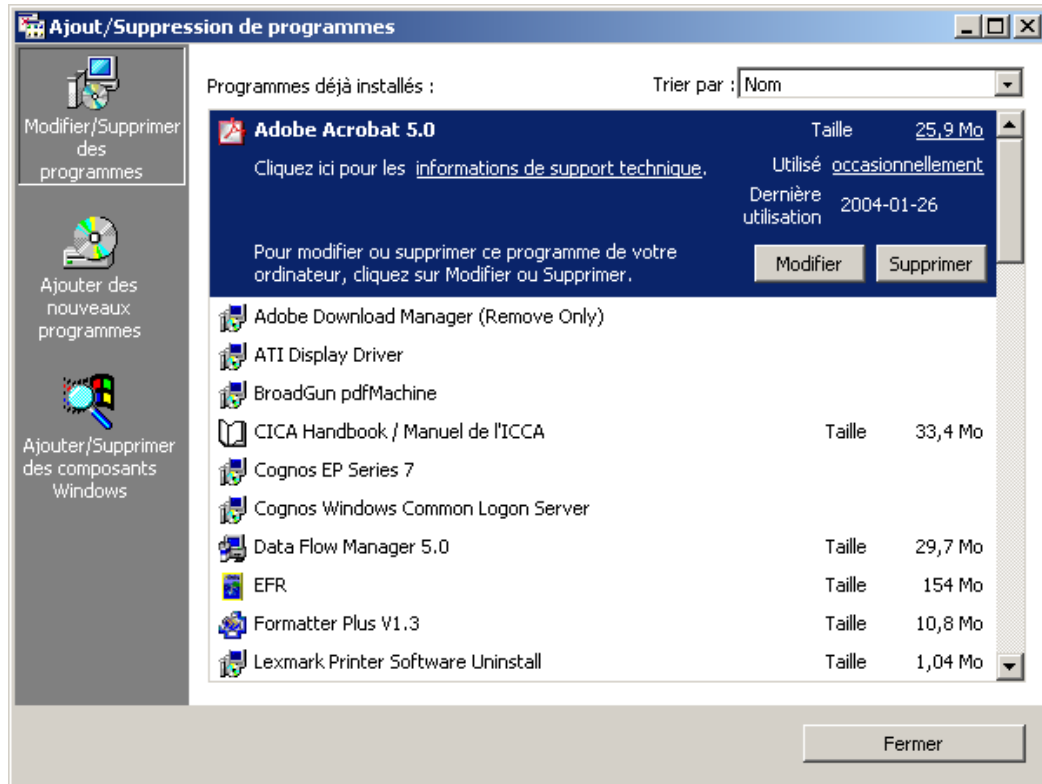 Ajout/Suppression de programmes
Modifier/Supprimer
des
programmes
Ajouter des
nouveaux
programmes
Ajouter/Supprimer
des composants
Windows
Programmes déjà installés :
Trier par : Nom
Adobe Acrobat 5.0 Taille 25,9 Mo
Cliquez ici pour les informations de support technique. Utilisé occasionnellement
Dernière
utilisation 2004-01-26
Pour modifier ou supprimer ce programme de votre
ordinateur, cliquez sur Modifier ou Supprimer.
Modifier Supprimer
Adobe Download Manager (Remove Only)
ATI Display Driver
BroadGun pdfMachine
CICA Handbook / Manuel de l'ICCA Taille 33,4 Mo
Cognos EP Series 7
Cognos Windows Common Logon Server
Data Flow Manager 5.0 Taille 29,7 Mo
EFR Taille 154 Mo
Formatter Plus V1.3 Taille 10,8 Mo
Lexmark Printer Software Uninstall Taille 1,04 Mo
Fermer